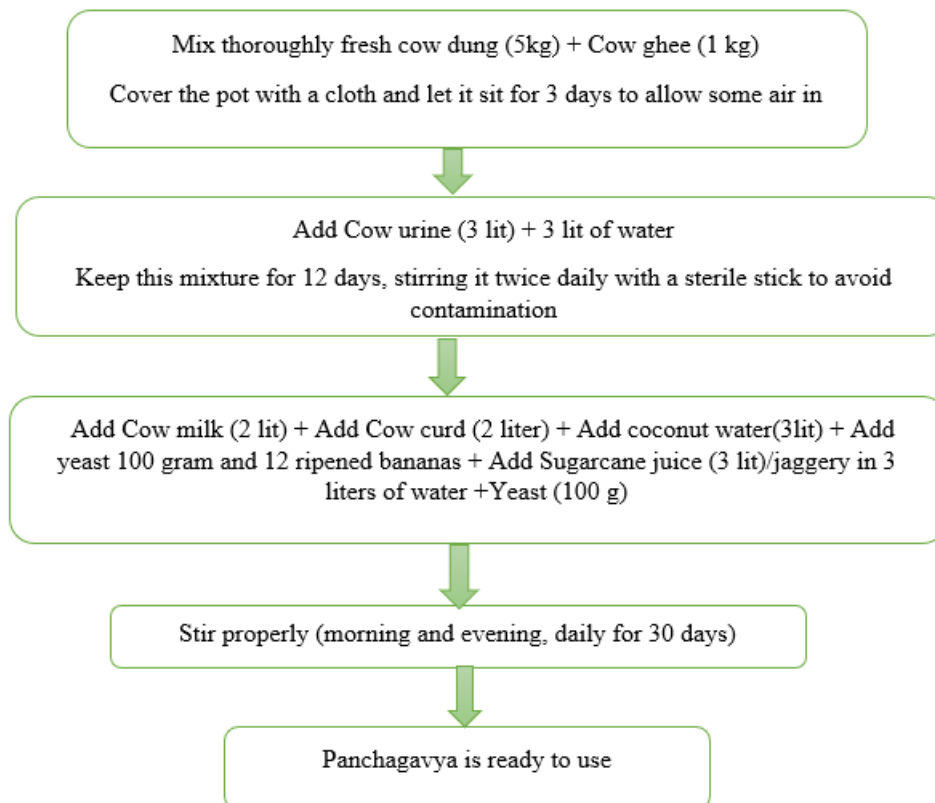 Mix thoroughly fresh cow dung (5kg) + Cow ghee (1 kg)
Cover the pot with a cloth and let it sit for 3 days to allow some air in
Add Cow urine (3 lit) + 3 lit of water
Keep this mixture for 12 days, stirring it twice daily with a sterile stick to avoid
contamination
Add Cow milk (2 lit) + Add Cow curd (2 liter) + Add coconut water(3lit) + Add
yeast 100 gram and 12 ripened bananas + Add Sugarcane juice (3 lit)/jaggery in 3
liters of water +Yeast (100 g)
Stir properly (morning and evening, daily for 30 days)
Panchagavya is ready to use